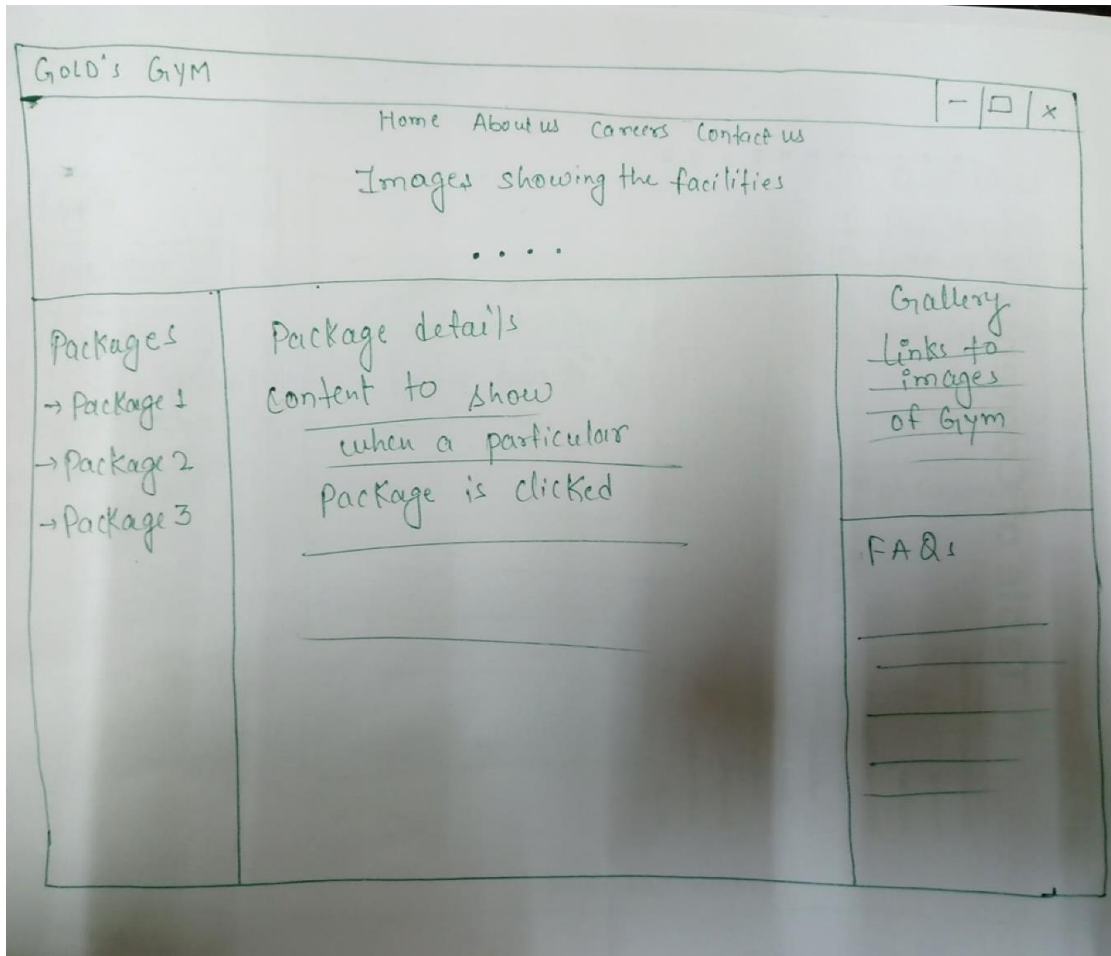 GOLD's GYM
Home About us Careers Contact us
Images showing the facilities
Packages
→ Package 1
→ Package 2
→ Package 3
Package details
Content to show
when a particular
Package is clicked
Gallery
links to
images
of Gym
FAQs